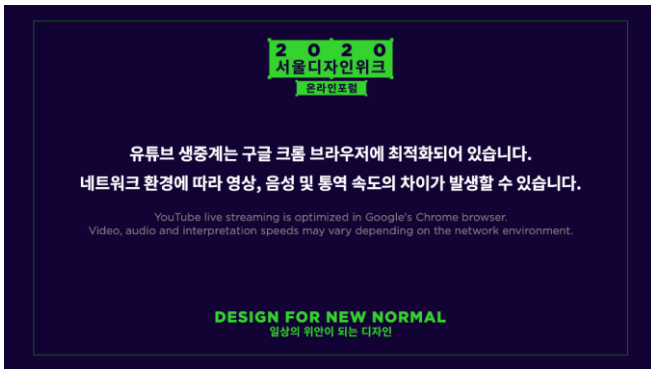 2 0 2 0
서울디자인위크
온라인포럼
유튜브 생중계는 구글 크롬 브라우저에 최적화되어 있습니다.
네트워크 환경에 따라 영상, 음성 및 통역 속도의 차이가 발생할 수 있습니다.
YouTube live streaming is optimized in Google's Chrome browser.
Video, audio and interpretation speeds may vary depending on the network environment.
DESIGN FOR NEW NORMAL
일상의 위안이 되는 디자인